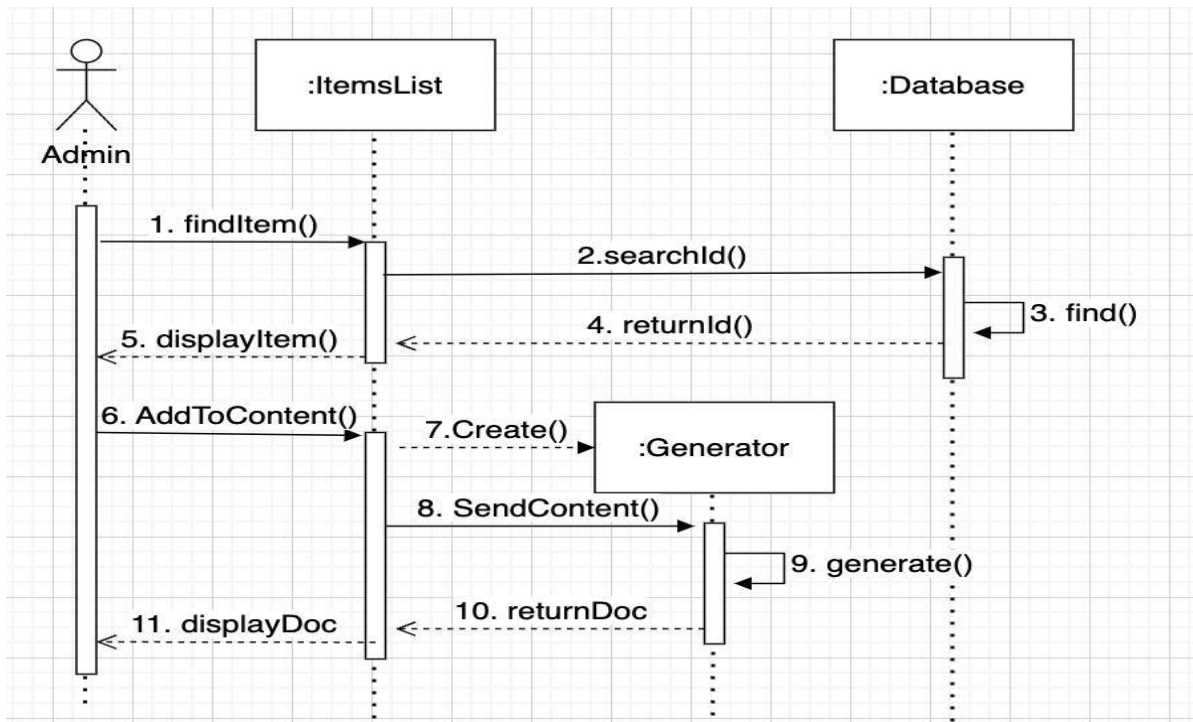 :ItemsList
:Database
Admin
1. findItem()
2.searchId()
3. find()
4. returnId()
5. displayItem()
6. AddToContent()
7.Create()
:Generator
8. SendContent()
9. generate()
10. returnDoc
11. displayDoc